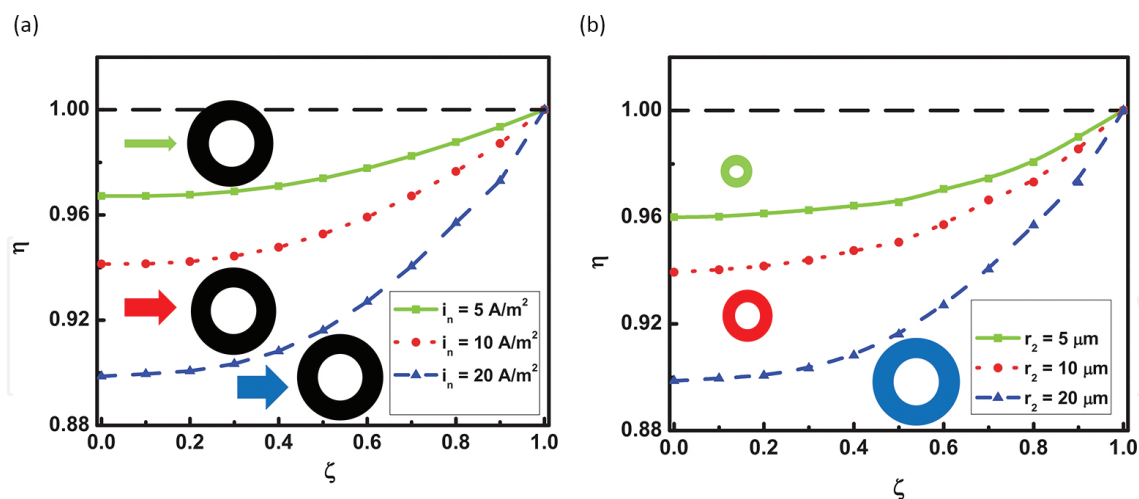 (a)
1.00
0.96
0.92
0.88
η
i_n = 5 A/m²
i_n = 10 A/m²
i_n = 20 A/m²
0.0 0.2 0.4 0.6 0.8 1.0
ζ
(b)
1.00
0.96
0.92
0.88
η
r₂ = 5 μm
r₂ = 10 μm
r₂ = 20 μm
0.0 0.2 0.4 0.6 0.8 1.0
ζ